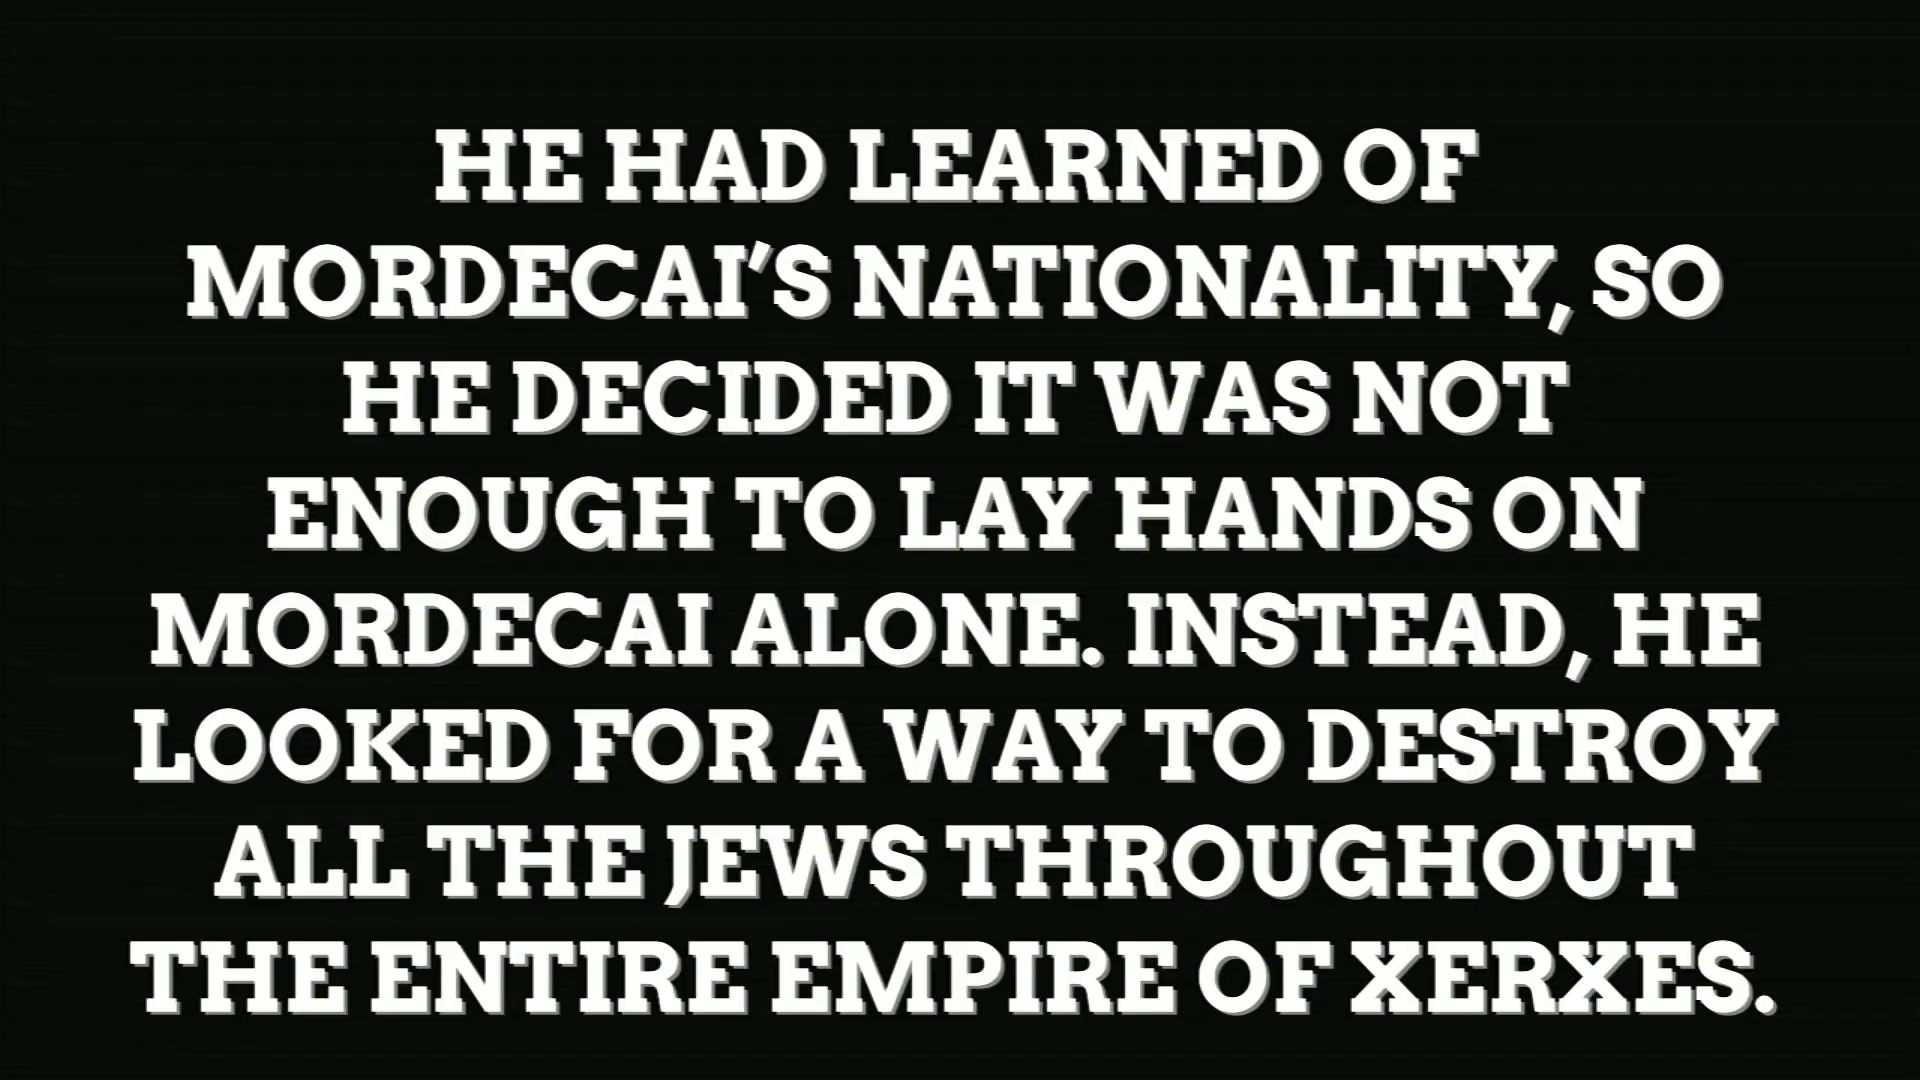 HE HAD LEARNED OF
MORDECAI’S NATIONALITY, SO
HE DECIDED IT WAS NOT
ENOUGH TO LAY HANDS ON
MORDECAI ALONE. INSTEAD, HE
LOOKED FOR A WAY TO DESTROY
ALL THE JEWS THROUGHOUT
THE ENTIRE EMPIRE OF XERXES.